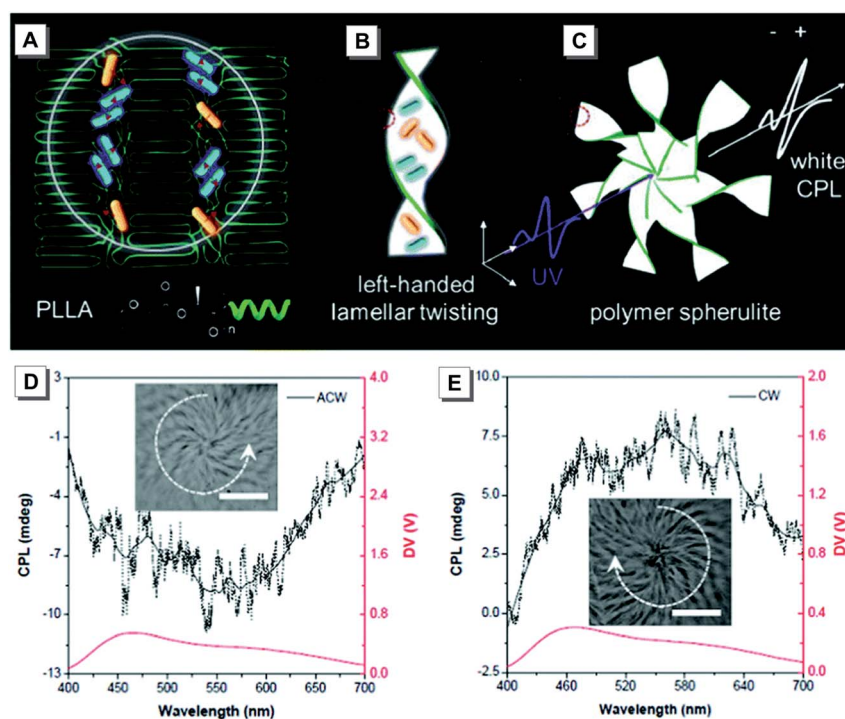 A
B
C
- +
white
CPL
UV
PLLA
n
left-handed
lamellar twisting
polymer spherulite
D
ACW
3
-1
-4
-7
-10
-13
CPL (mdeg)
4.0
3.0
2.0
1.6
0.8
0.0
DV (V)
400 450 500 550 600 650 700
Wavelength (nm)
E
CW
10.0
7.5
5.0
2.5
0.0
-2.5
CPL (mdeg)
2.0
1.6
1.2
0.8
0.4
0.0
DV (V)
400 460 520 580 640 700
Wavelength (nm)